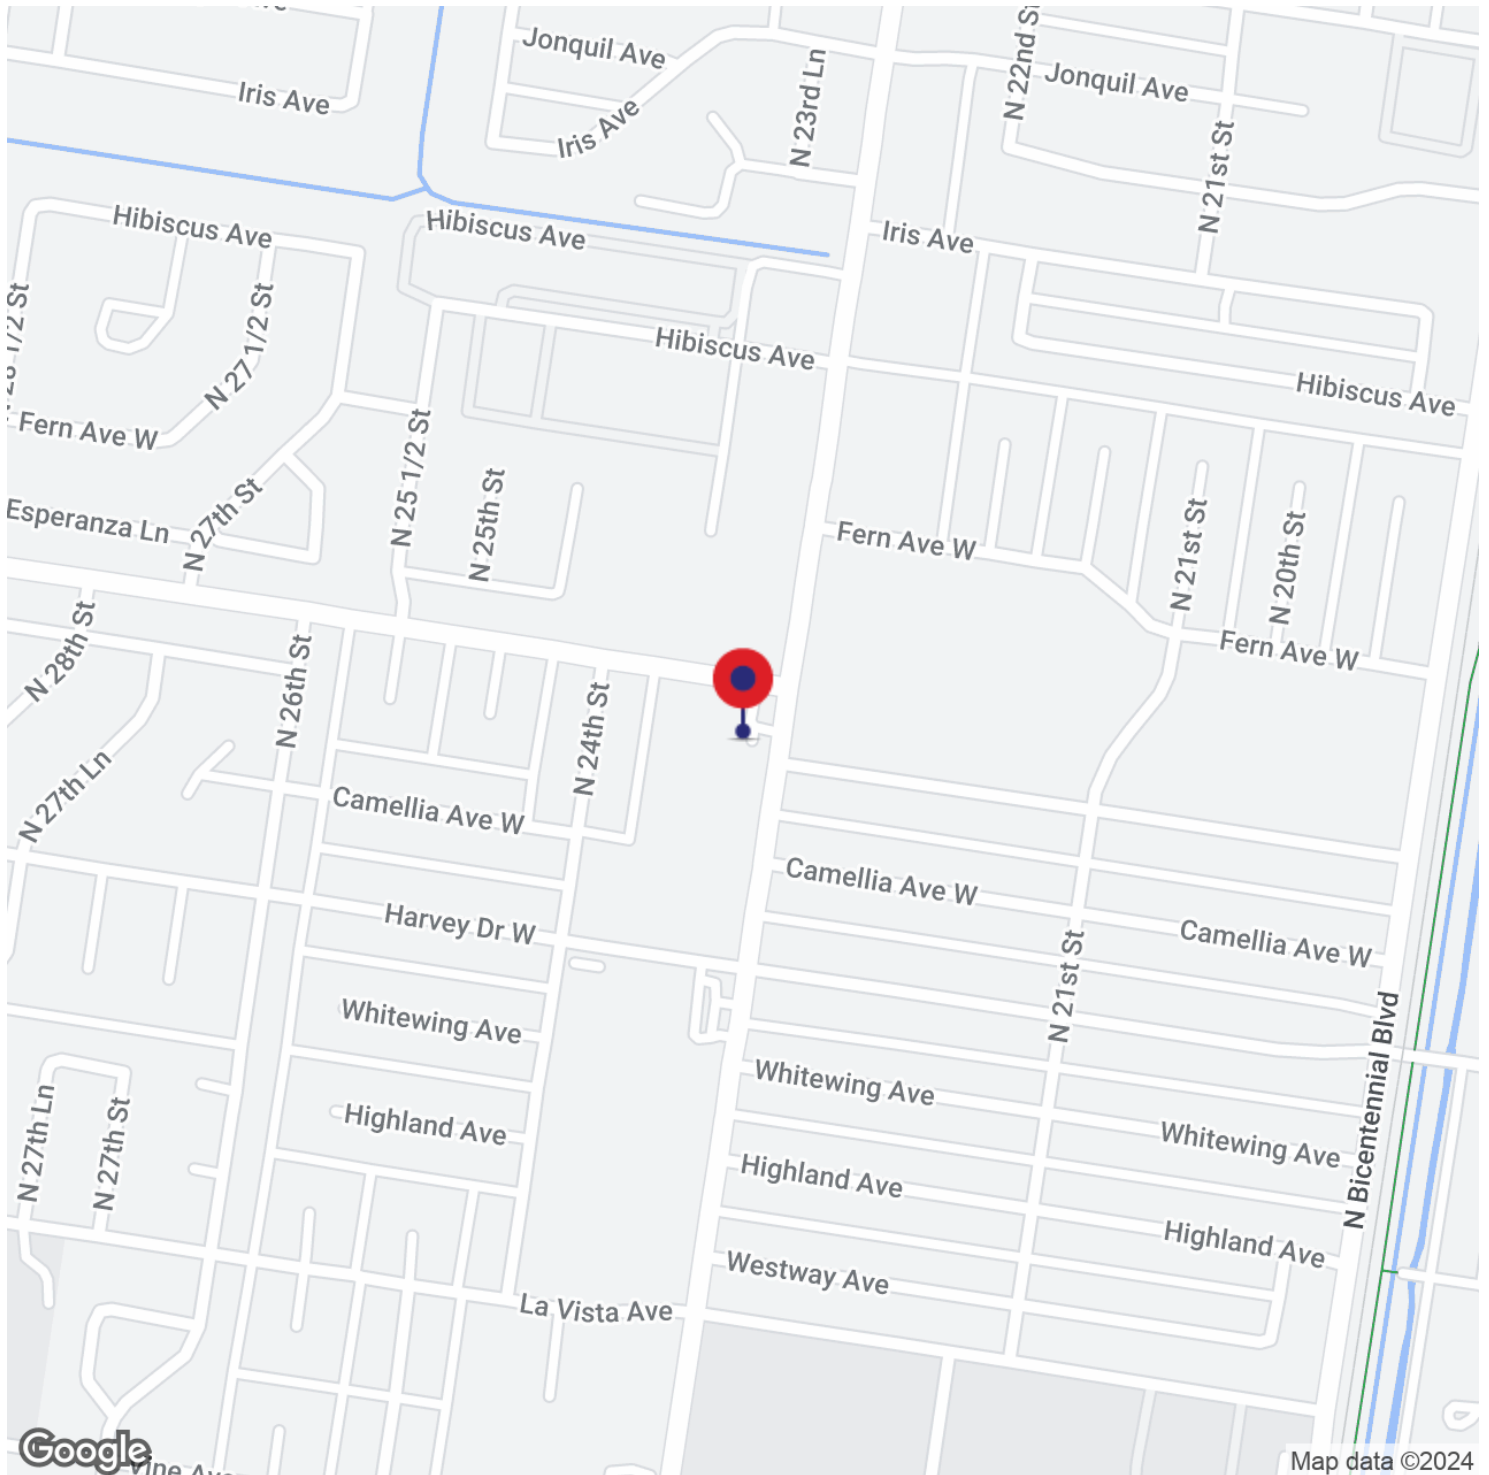 Jonquil Ave
N 23rd Ln
N 22nd St
Jonquil Ave
Iris Ave
Iris Ave
N 21st St
Hibiscus Ave
Hibiscus Ave
Iris Ave
N 27 1/2 St
Hibiscus Ave
Hibiscus Ave
Fern Ave W
N 25 1/2 St
N 25th St
N 27th St
Esperanza Ln
Fern Ave W
N 21st St
N 20th St
Fern Ave W
N 28th St
N 26th St
N 24th St
N 27th Ln
Camellia Ave W
Camellia Ave W
Harvey Dr W
Camellia Ave W
N 21st St
Whitewing Ave
N Bicentennial Blvd
Whitewing Ave
Highland Ave
Whitewing Ave
N 27th Ln
N 27th St
Highland Ave
Highland Ave
Westway Ave
La Vista Ave
Google
Vine Ave
Map data ©2024